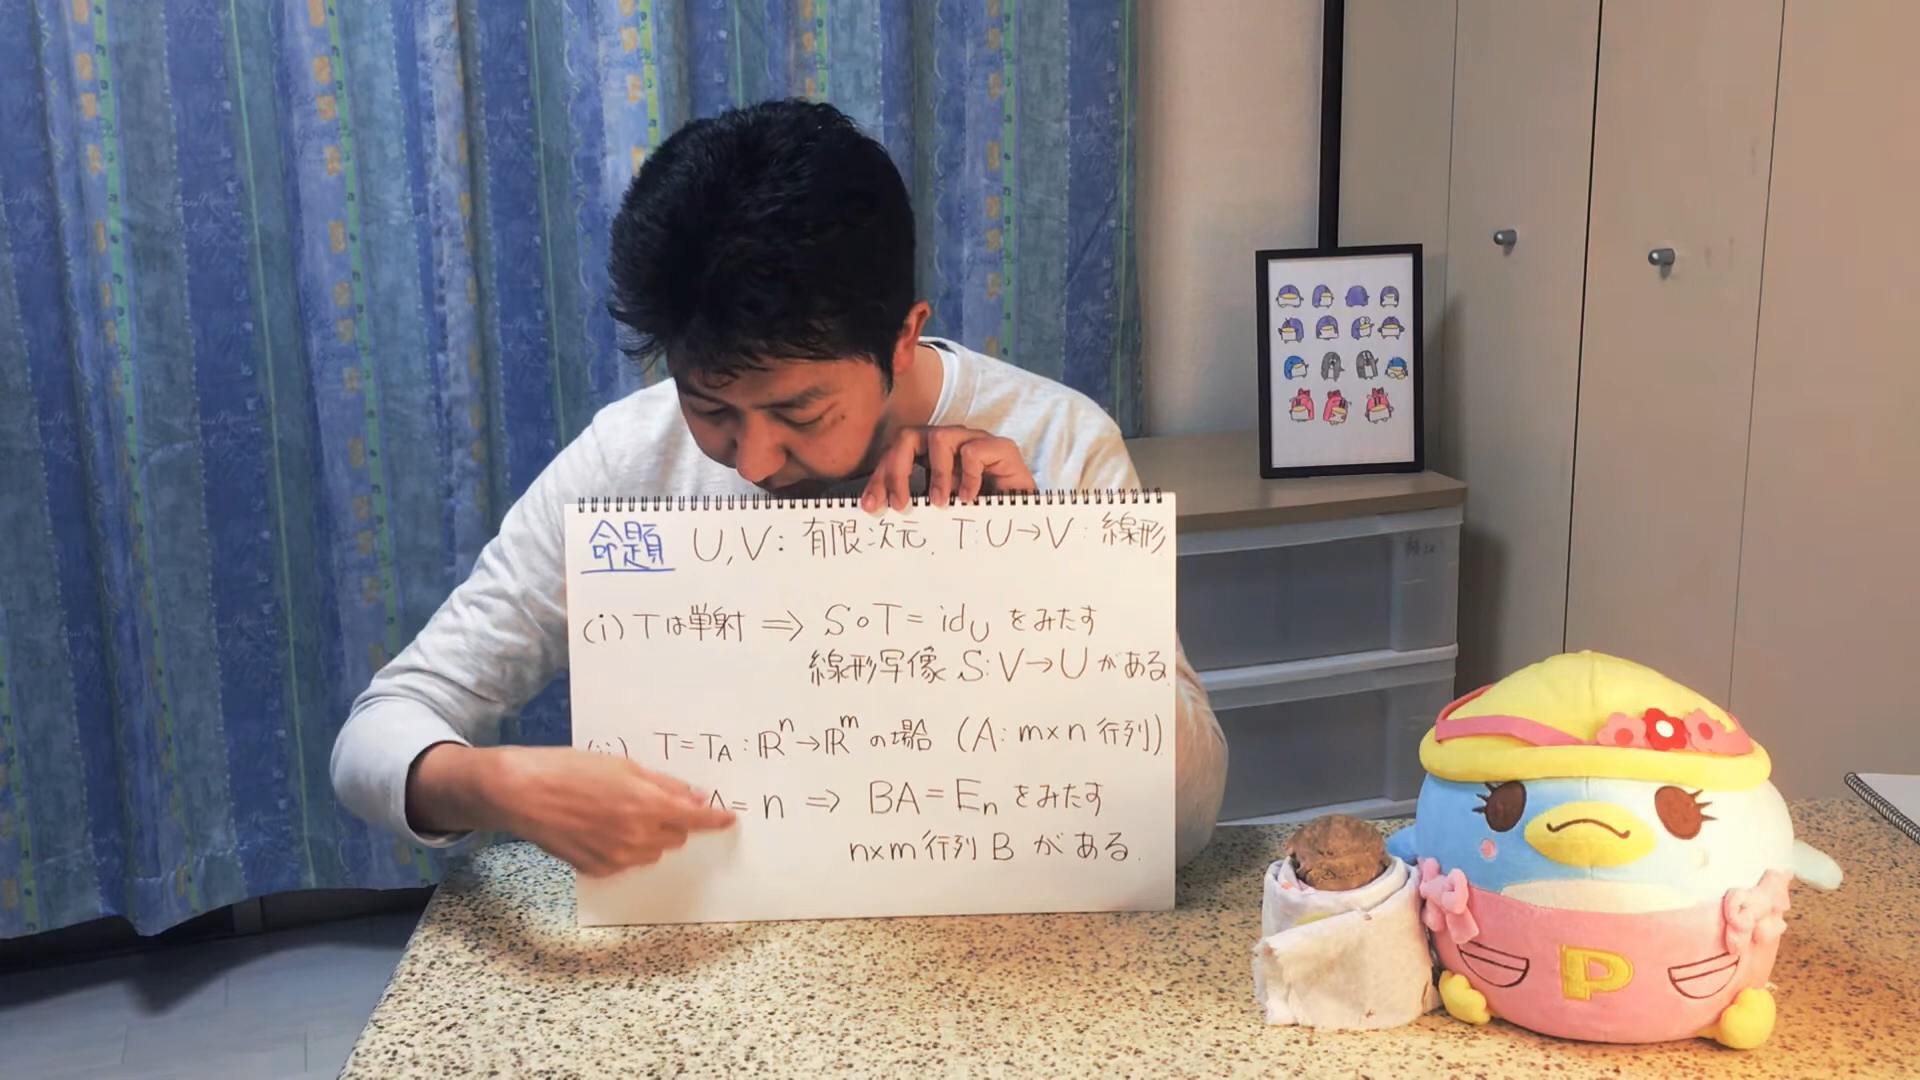 命題 U,V: 有限次元, T:U→V: 線形
(i) Tは単射 ⇒ S∘T = id_U をみたす
線形写像 S:V→U がある.
(ii) T=T_A: ℝ^n→ℝ^m の場合 (A: m×n 行列)
A = n ⇒ BA = E_n をみたす
n×m 行列 B がある.
P